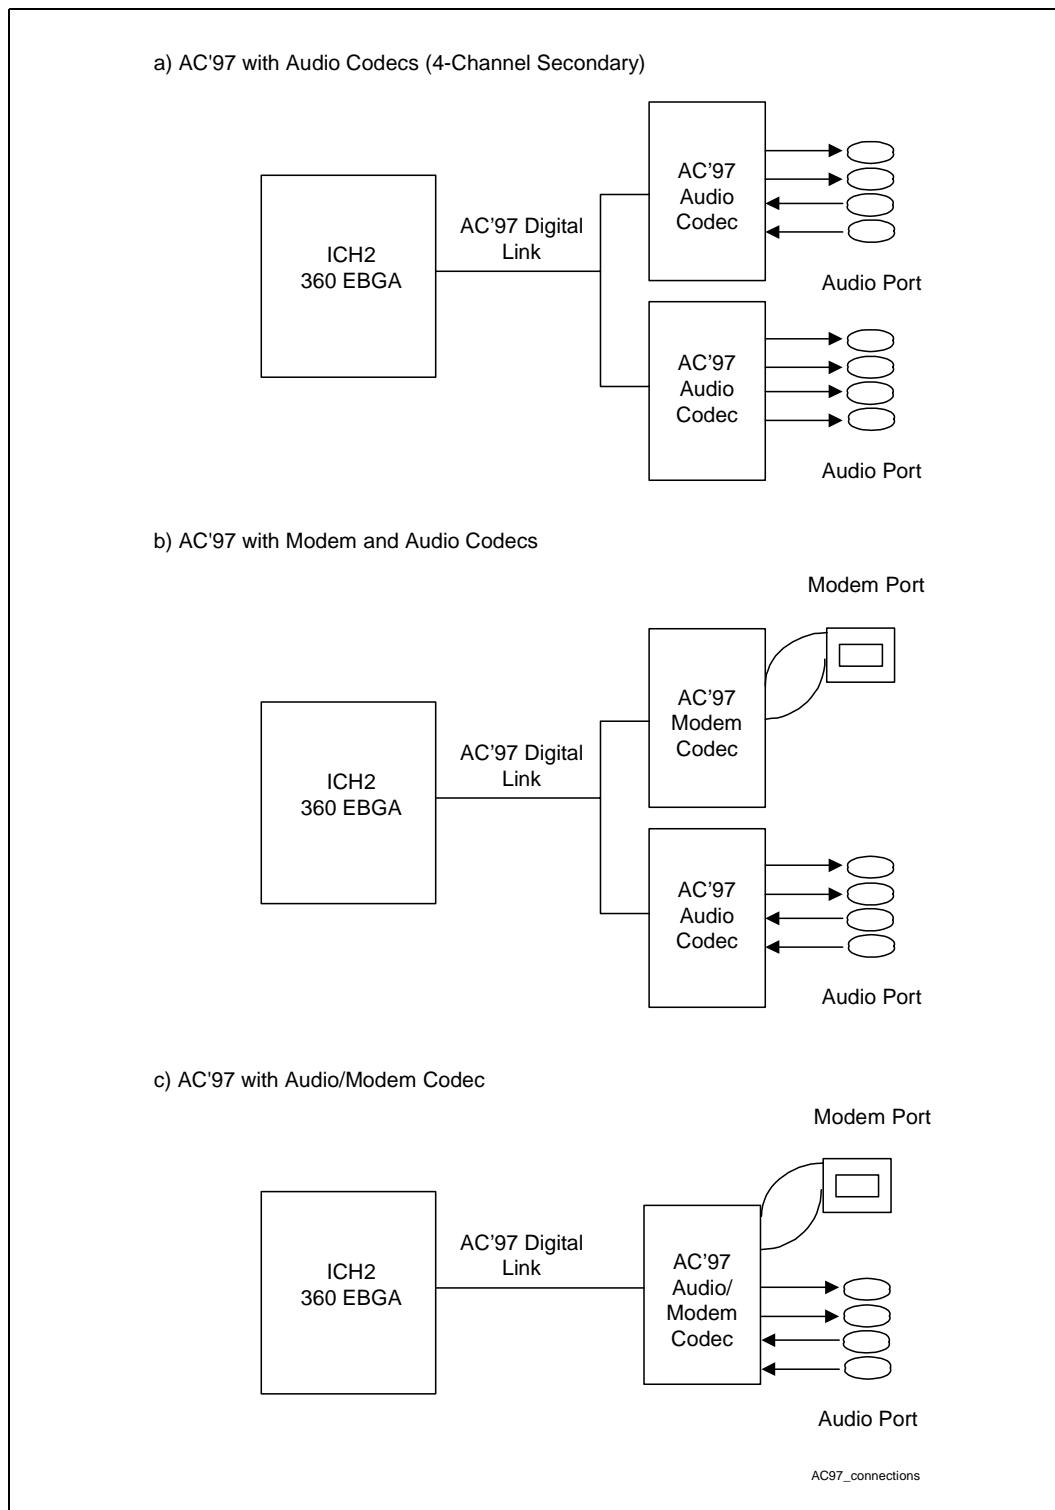 a) AC'97 with Audio Codecs (4-Channel Secondary)
ICH2
360 EBGA
AC'97 Digital
Link
AC'97
Audio
Codec
Audio Port
AC'97
Audio
Codec
Audio Port
b) AC'97 with Modem and Audio Codecs
Modem Port
ICH2
360 EBGA
AC'97 Digital
Link
AC'97
Modem
Codec
AC'97
Audio
Codec
Audio Port
c) AC'97 with Audio/Modem Codec
Modem Port
ICH2
360 EBGA
AC'97 Digital
Link
AC'97
Audio/
Modem
Codec
Audio Port
AC97_connections